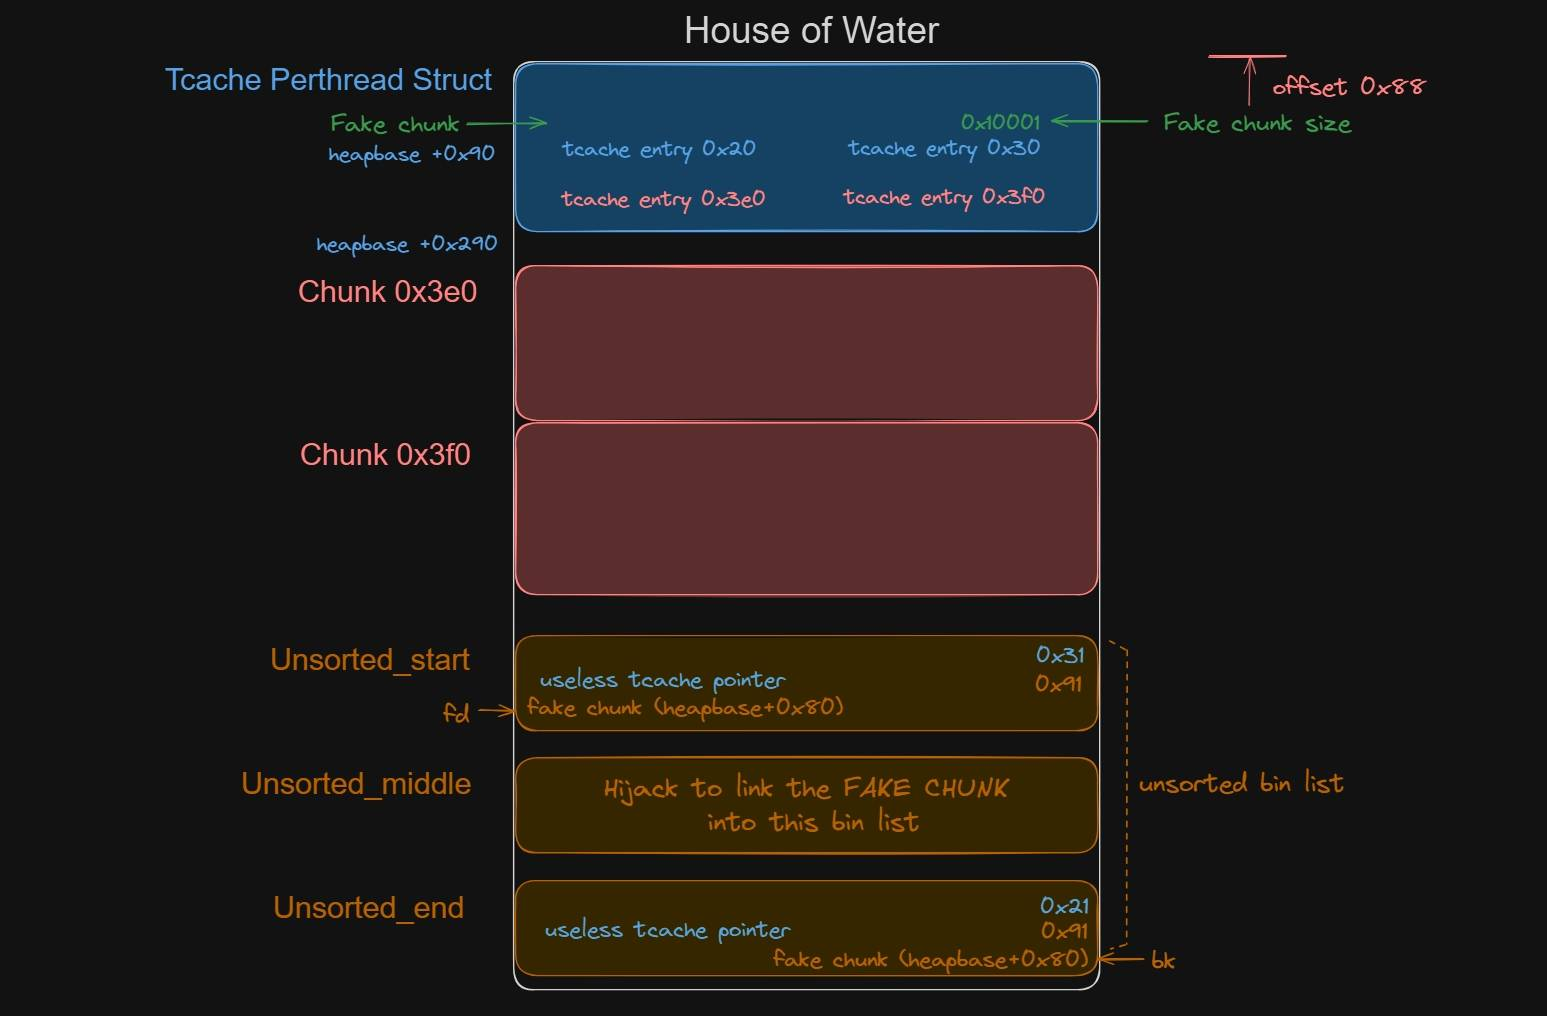 House of Water
Tcache Perthread Struct
offset 0x88
Fake chunk
0x10001
Fake chunk size
heapbase +0x90
tcache entry 0x20
tcache entry 0x30
tcache entry 0x3e0
tcache entry 0x3f0
heapbase +0x290
Chunk 0x3e0
Chunk 0x3f0
Unsorted_start
0x31
useless tcache pointer
0x91
fd
fake chunk (heapbase+0x80)
Unsorted_middle
Hijack to link the FAKE CHUNK
into this bin list
unsorted bin list
Unsorted_end
0x21
useless tcache pointer
0x91
fake chunk (heapbase+0x80)
bk